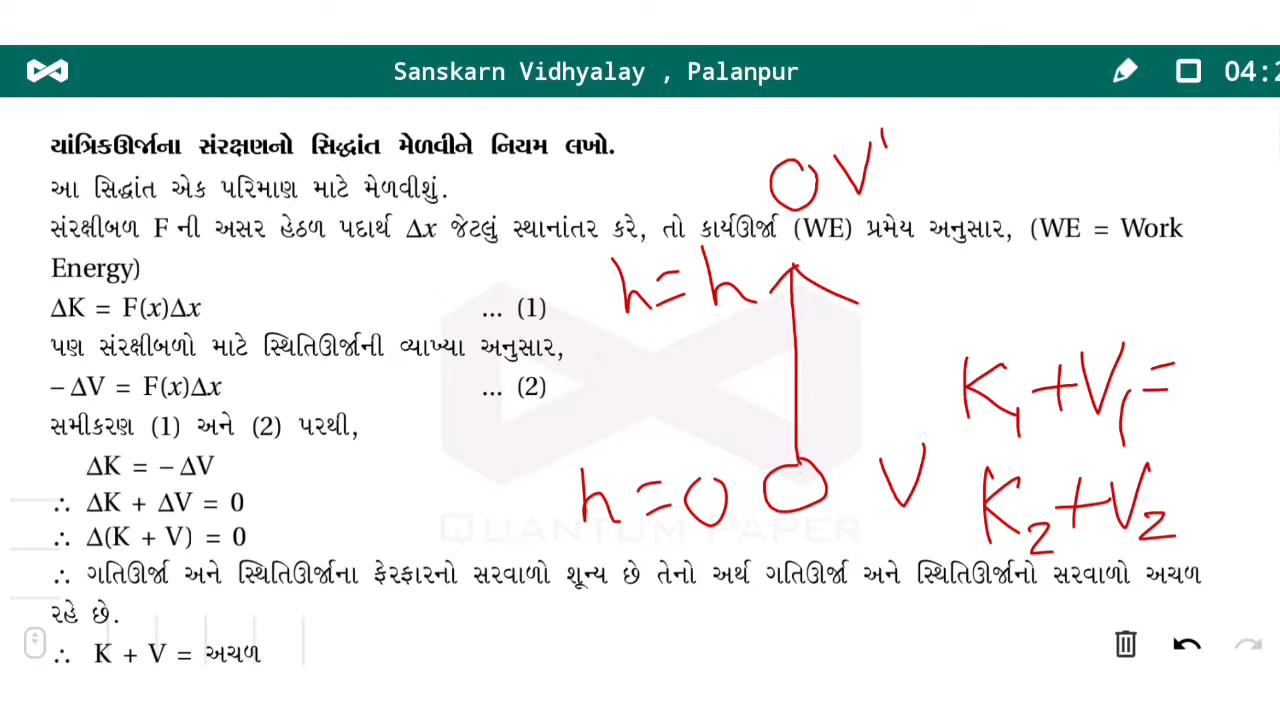 Sanskarn Vidhyalay , Palanpur
યાંત્રિકઊર્જાના સંરક્ષણનો સિદ્ધાંત મેળવીને નિયમ લખો.
આ સિદ્ધાંત એક પરિમાણ માટે મેળવીશું.
સંરક્ષીબળ F ની અસર હેઠળ પદાર્થ Δx જેટલું સ્થાનાંતર કરે, તો કાર્યઊર્જા (WE) પ્રમેય અનુસાર, (WE = Work
Energy)
ΔK = F(x)Δx ... (1)
પણ સંરક્ષીબળો માટે સ્થિતિઊર્જાની વ્યાખ્યા અનુસાર,
– ΔV = F(x)Δx ... (2)
સમીકરણ (1) અને (2) પરથી,
ΔK = – ΔV
∴ ΔK + ΔV = 0
∴ Δ(K + V) = 0
∴ ગતિઊર્જા અને સ્થિતિઊર્જાના ફેરફારનો સરવાળો શૂન્ય છે તેનો અર્થ ગતિઊર્જા અને સ્થિતિઊર્જાનો સરવાળો અચળ
રહે છે.
∴ K + V = અચળ
V'
h = h
h = 0
V
K₁ + V₁ =
K₂ + V₂
QUANTUM PAPER